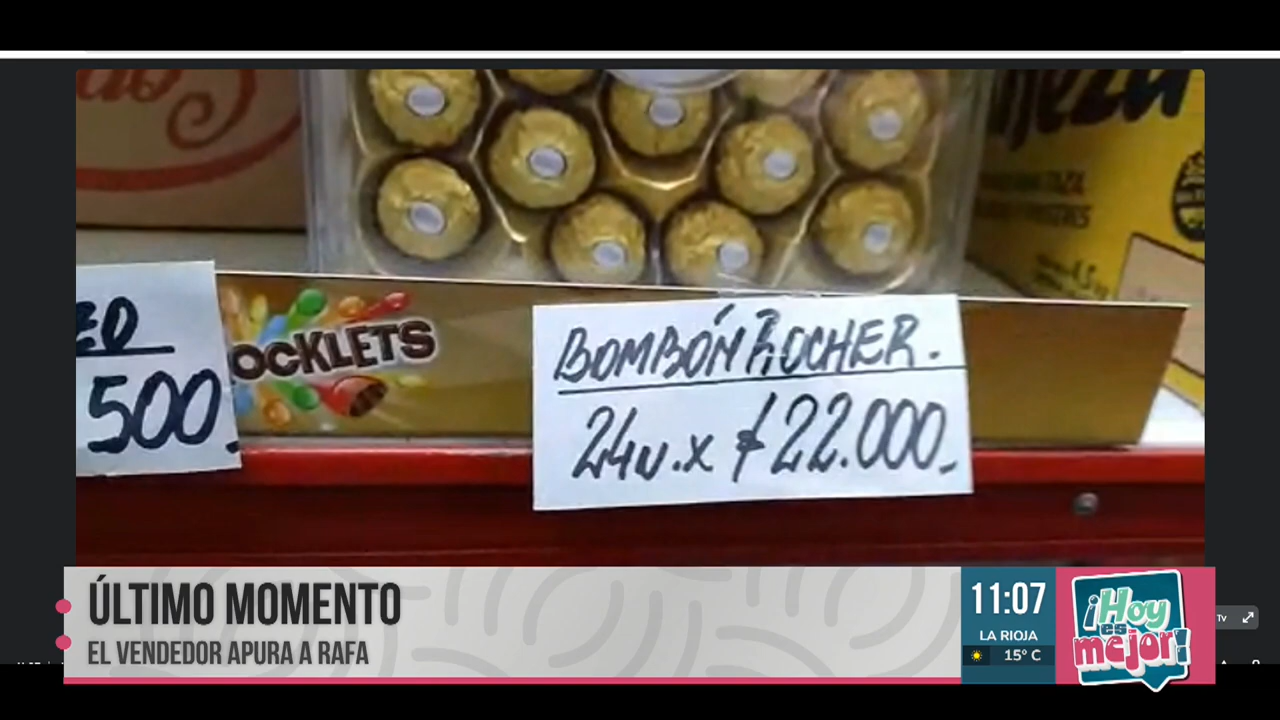 500
OCKLETS
BOMBÓN ROCHER.
24u.x $22.000.-
ÚLTIMO MOMENTO
EL VENDEDOR APURA A RAFA
11:07
LA RIOJA
15° C
¡Hoy
es
mejor!
Tv